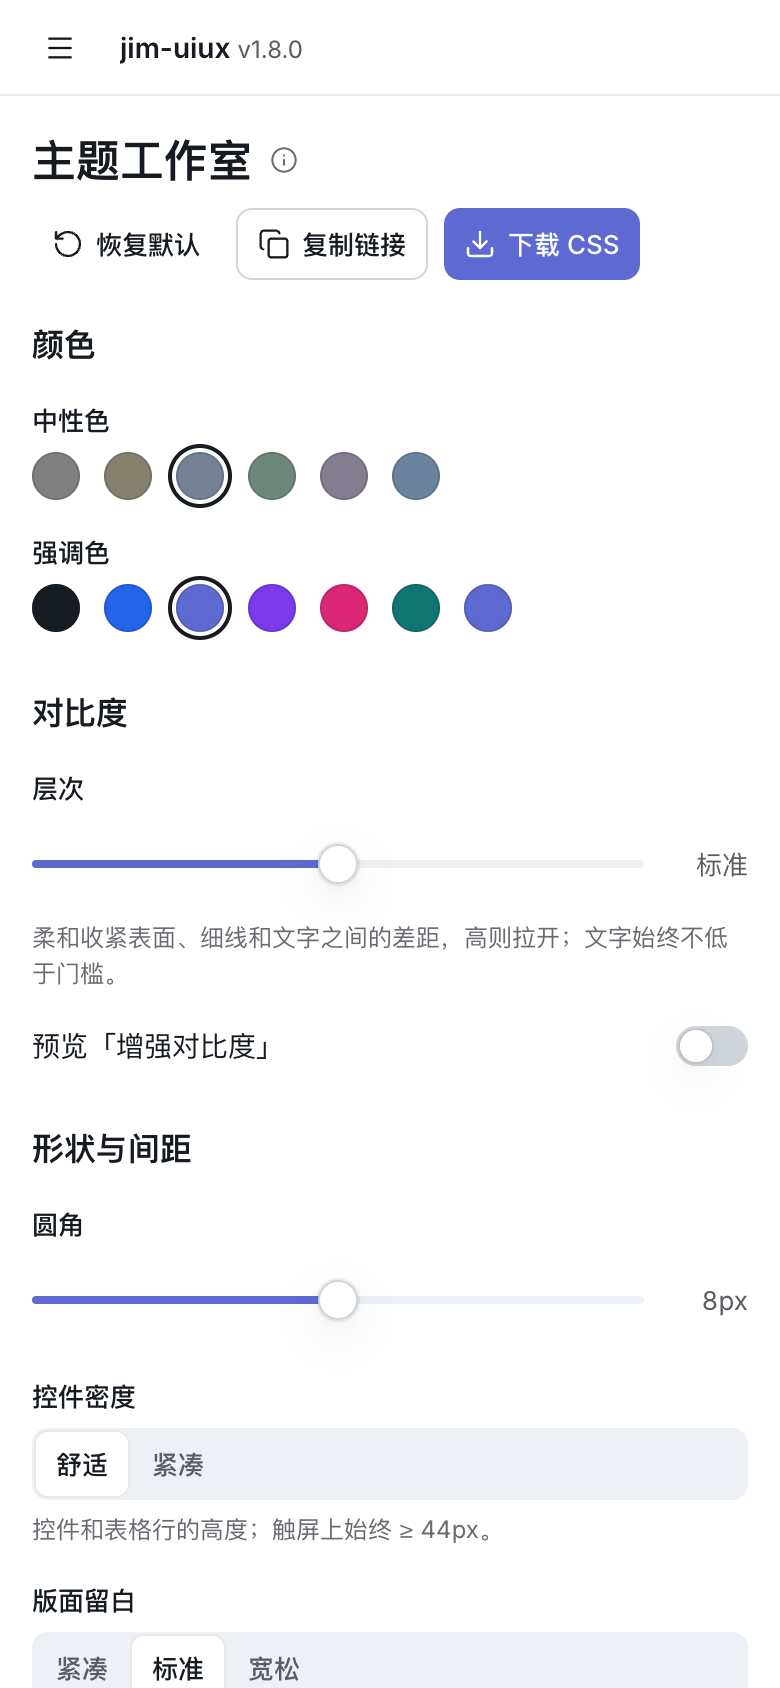 jim-uiux v1.8.0
主题工作室
恢复默认 复制链接 下载 CSS
颜色
中性色
强调色
对比度
层次
标准
柔和收紧表面、细线和文字之间的差距，高则拉开；文字始终不低
于门槛。
预览「增强对比度」
形状与间距
圆角
8px
控件密度
舒适 紧凑
控件和表格行的高度；触屏上始终 ≥ 44px。
版面留白
紧凑 标准 宽松